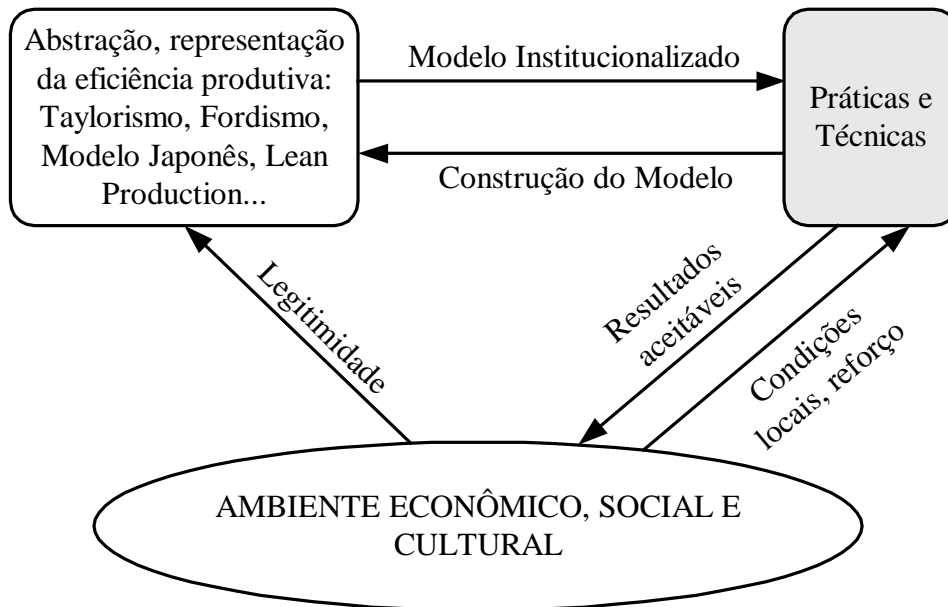 Abstração, representação
da eficiência produtiva:
Taylorismo, Fordismo,
Modelo Japonês, Lean
Production...
Modelo Institucionalizado
Construção do Modelo
Práticas e
Técnicas
Legitimidade
Resultados
aceitáveis
Condições
locais, reforço
AMBIENTE ECONÔMICO, SOCIAL E
CULTURAL